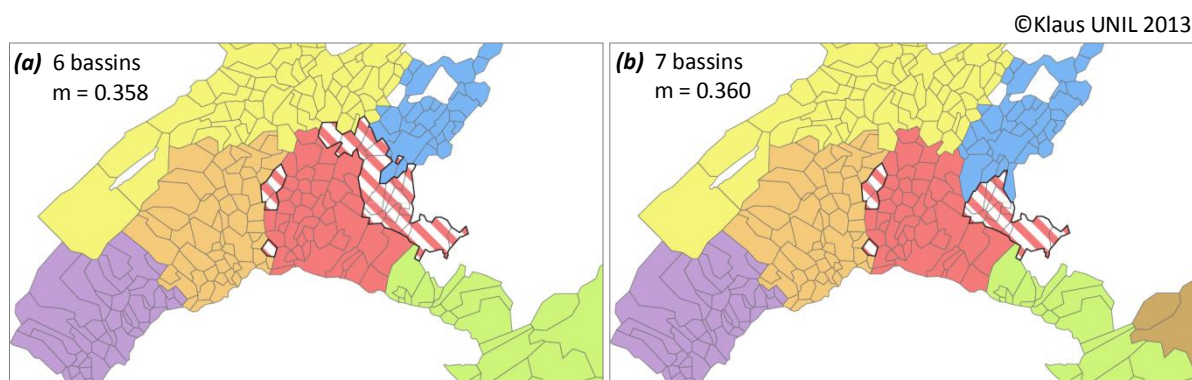 ©Klaus UNIL 2013
(a) 6 bassins
m = 0.358
(b) 7 bassins
m = 0.360